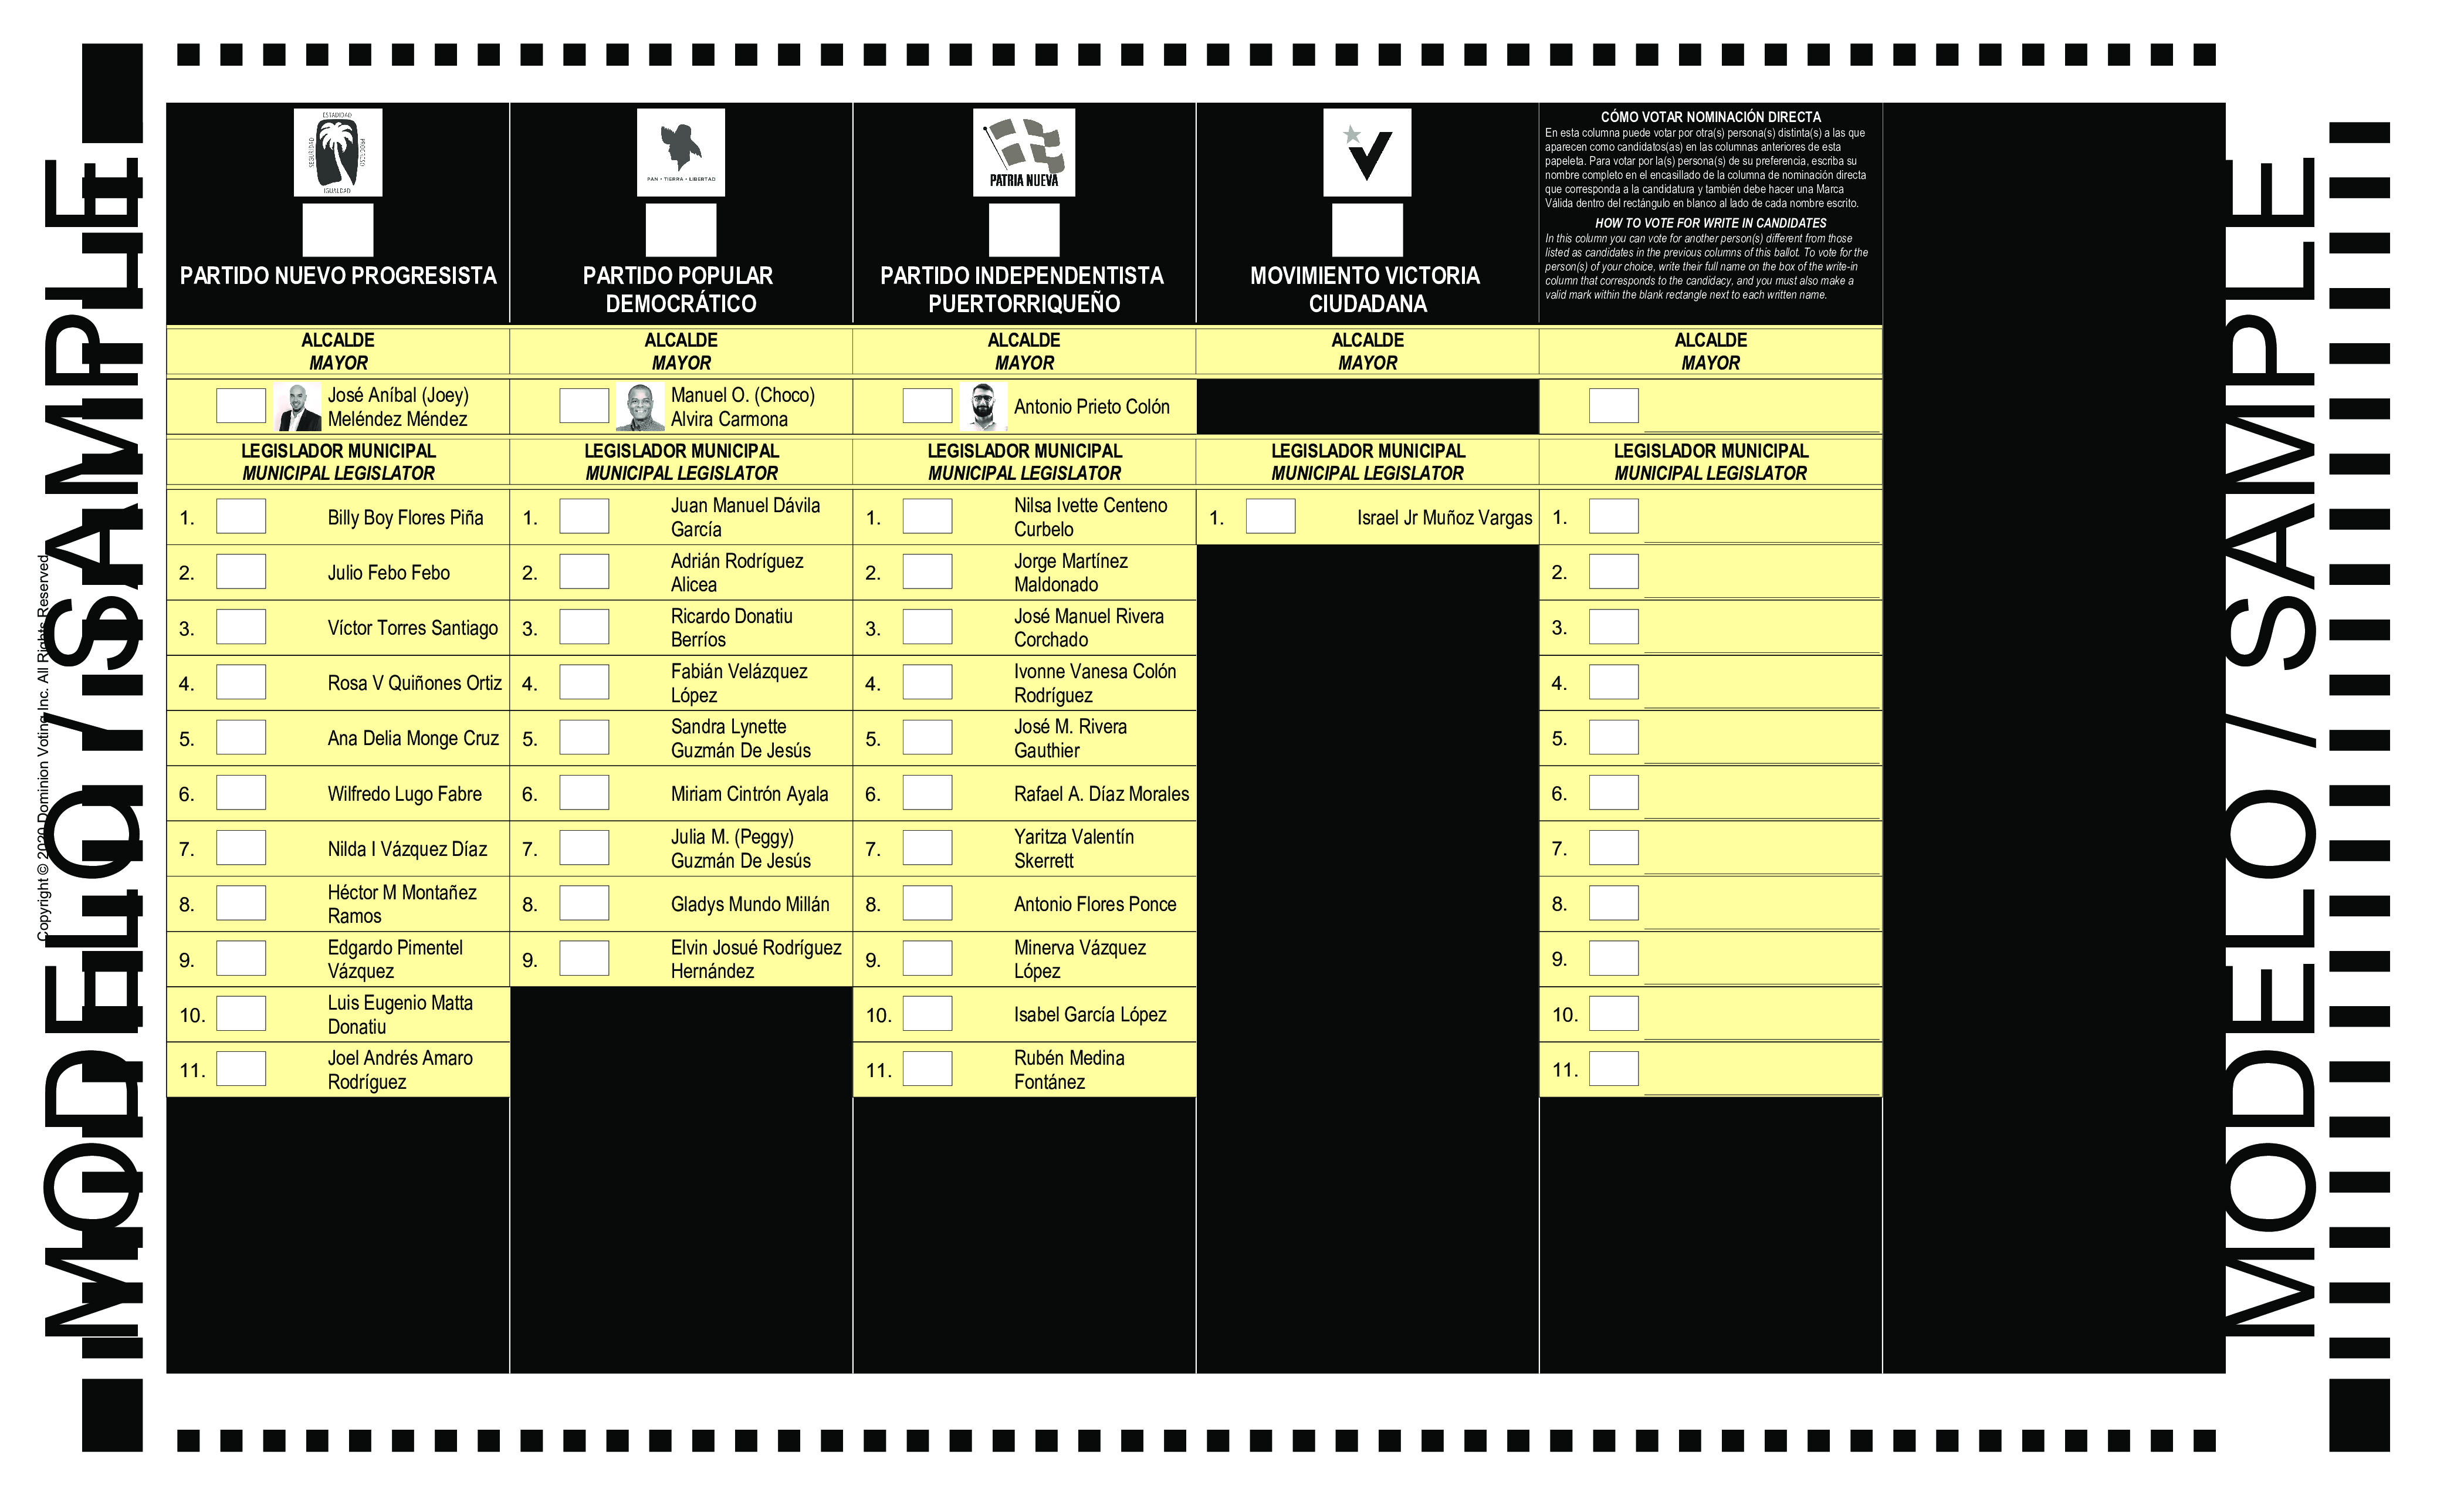 MODELO / SAMPLE
Copyright © 2020 Dominion Voting Inc. All Rights Reserved
ESTADIDAD
SEGURIDAD
PROGRESO
IGUALDAD
PARTIDO NUEVO PROGRESISTA
PAN • TIERRA • LIBERTAD
PARTIDO POPULAR
DEMOCRÁTICO
PATRIA NUEVA
PARTIDO INDEPENDENTISTA
PUERTORRIQUEÑO
MOVIMIENTO VICTORIA
CIUDADANA
CÓMO VOTAR NOMINACIÓN DIRECTA
En esta columna puede votar por otra(s) persona(s) distinta(s) a las que
aparecen como candidatos(as) en las columnas anteriores de esta
papeleta. Para votar por la(s) persona(s) de su preferencia, escriba su
nombre completo en el encasillado de la columna de nominación directa
que corresponda a la candidatura y también debe hacer una Marca
Válida dentro del rectángulo en blanco al lado de cada nombre escrito.
HOW TO VOTE FOR WRITE IN CANDIDATES
In this column you can vote for another person(s) different from those
listed as candidates in the previous columns of this ballot. To vote for the
person(s) of your choice, write their full name on the box of the write-in
column that corresponds to the candidacy, and you must also make a
valid mark within the blank rectangle next to each written name.
ALCALDE
MAYOR
José Aníbal (Joey)
Meléndez Méndez
LEGISLADOR MUNICIPAL
MUNICIPAL LEGISLATOR
1. Billy Boy Flores Piña
2. Julio Febo Febo
3. Víctor Torres Santiago
4. Rosa V Quiñones Ortiz
5. Ana Delia Monge Cruz
6. Wilfredo Lugo Fabre
7. Nilda I Vázquez Díaz
8. Héctor M Montañez
Ramos
9. Edgardo Pimentel
Vázquez
10. Luis Eugenio Matta
Donatiu
11. Joel Andrés Amaro
Rodríguez
ALCALDE
MAYOR
Manuel O. (Choco)
Alvira Carmona
LEGISLADOR MUNICIPAL
MUNICIPAL LEGISLATOR
1. Juan Manuel Dávila
García
2. Adrián Rodríguez
Alicea
3. Ricardo Donatiu
Berríos
4. Fabián Velázquez
López
5. Sandra Lynette
Guzmán De Jesús
6. Miriam Cintrón Ayala
7. Julia M. (Peggy)
Guzmán De Jesús
8. Gladys Mundo Millán
9. Elvin Josué Rodríguez
Hernández
ALCALDE
MAYOR
Antonio Prieto Colón
LEGISLADOR MUNICIPAL
MUNICIPAL LEGISLATOR
1. Nilsa Ivette Centeno
Curbelo
2. Jorge Martínez
Maldonado
3. José Manuel Rivera
Corchado
4. Ivonne Vanesa Colón
Rodríguez
5. José M. Rivera
Gauthier
6. Rafael A. Díaz Morales
7. Yaritza Valentín
Skerrett
8. Antonio Flores Ponce
9. Minerva Vázquez
López
10. Isabel García López
11. Rubén Medina
Fontánez
ALCALDE
MAYOR
LEGISLADOR MUNICIPAL
MUNICIPAL LEGISLATOR
1. Israel Jr Muñoz Vargas
ALCALDE
MAYOR
LEGISLADOR MUNICIPAL
MUNICIPAL LEGISLATOR
1.
2.
3.
4.
5.
6.
7.
8.
9.
10.
11.
MODELO / SAMPLE